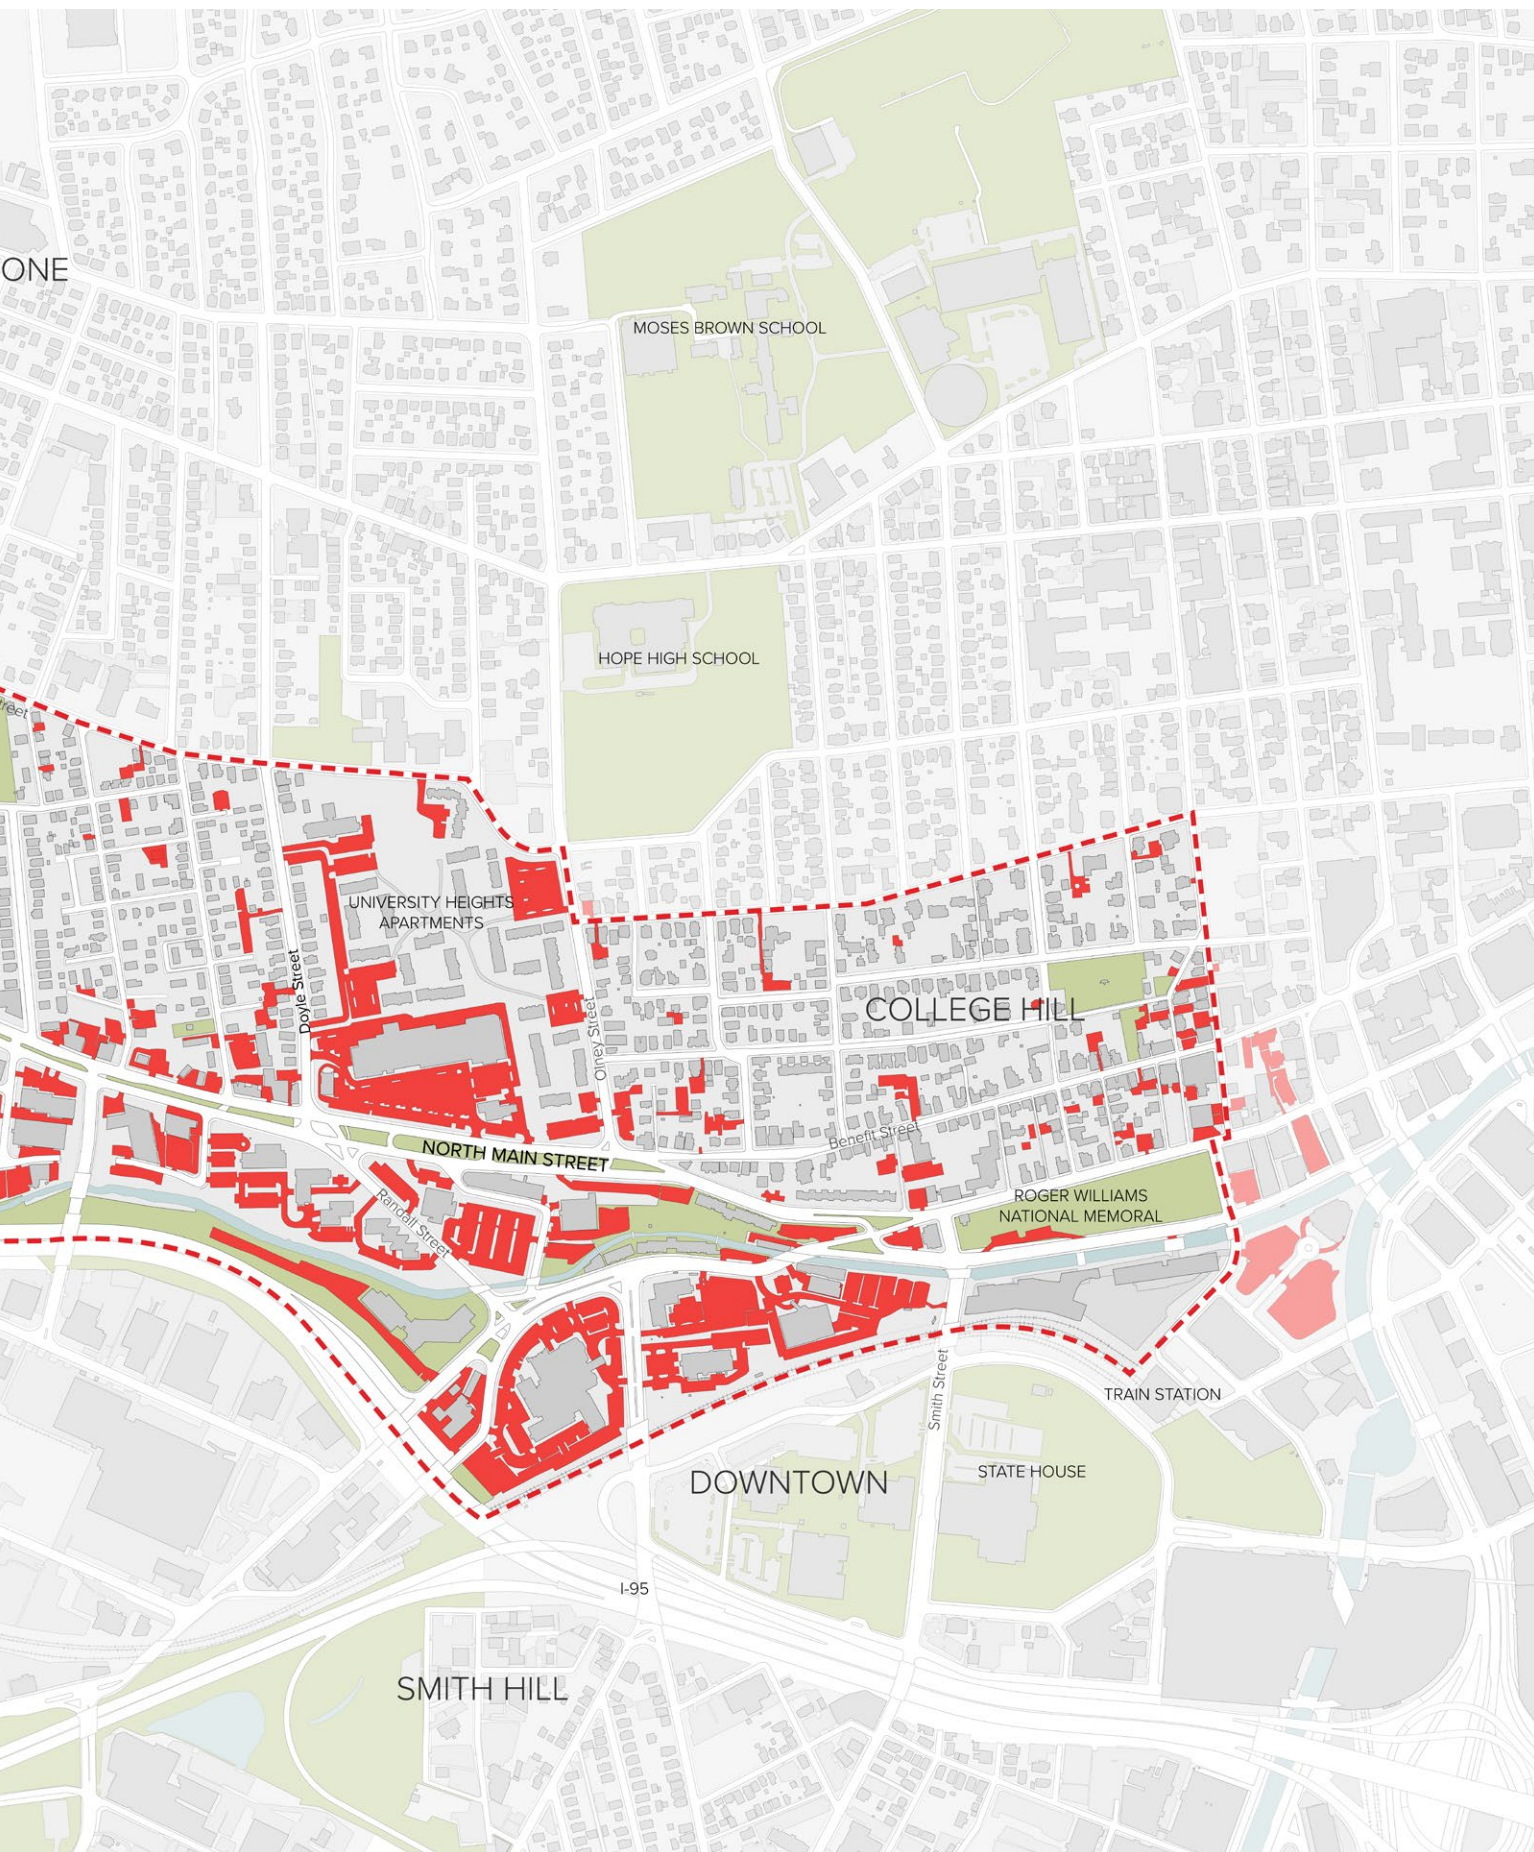 ONE
MOSES BROWN SCHOOL
HOPE HIGH SCHOOL
treet
UNIVERSITY HEIGHTS
APARTMENTS
Doyle Street
Olney Street
COLLEGE HILL
Benefit Street
NORTH MAIN STREET
Randall Street
ROGER WILLIAMS
NATIONAL MEMORAL
Smith Street
TRAIN STATION
DOWNTOWN
STATE HOUSE
I-95
SMITH HILL